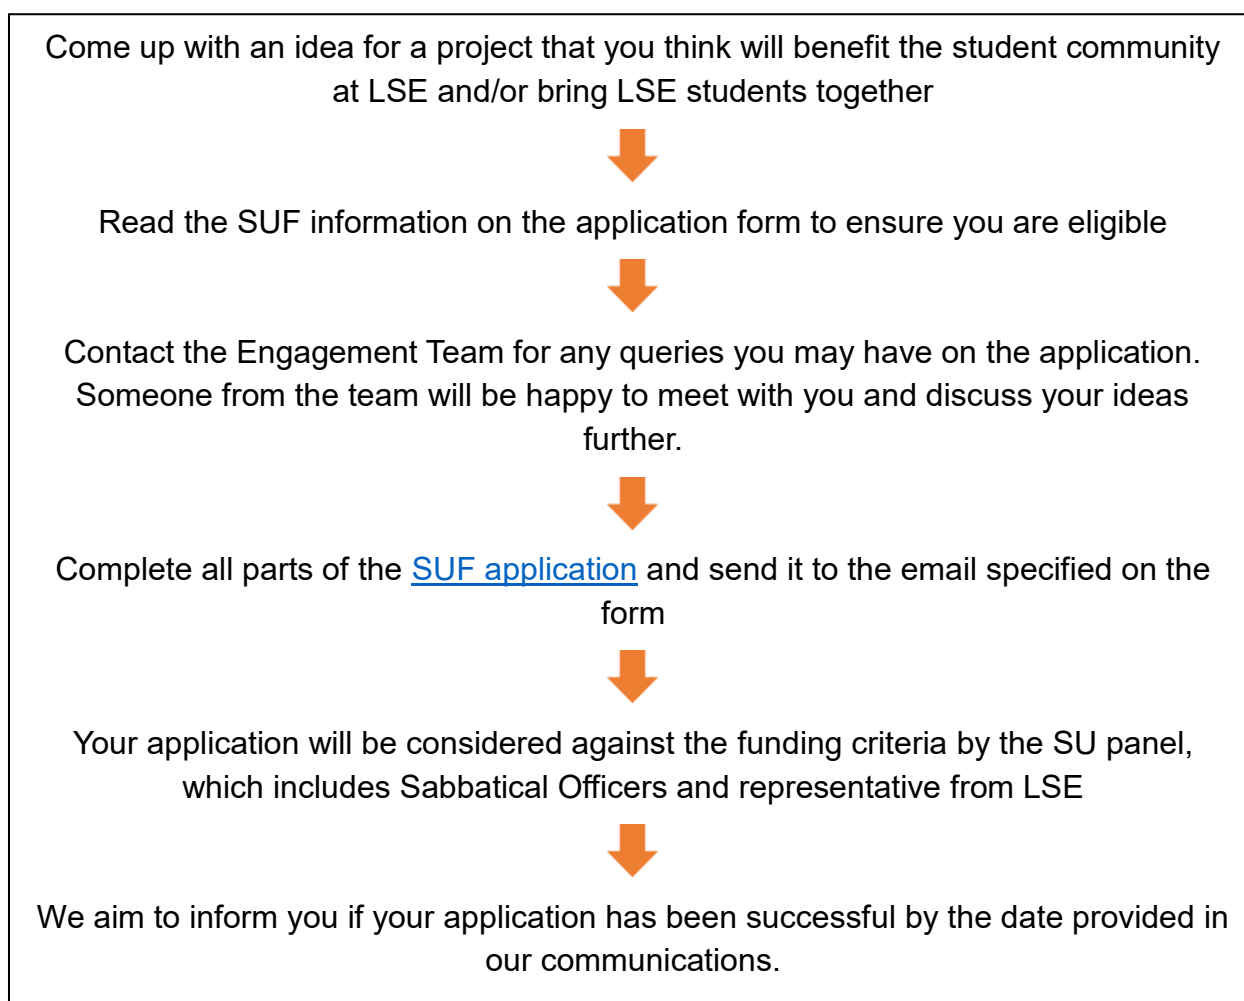 Come up with an idea for a project that you think will benefit the student community
at LSE and/or bring LSE students together
Read the SUF information on the application form to ensure you are eligible
Contact the Engagement Team for any queries you may have on the application.
Someone from the team will be happy to meet with you and discuss your ideas
further.
Complete all parts of the SUF application and send it to the email specified on the
form
Your application will be considered against the funding criteria by the SU panel,
which includes Sabbatical Officers and representative from LSE
We aim to inform you if your application has been successful by the date provided in
our communications.